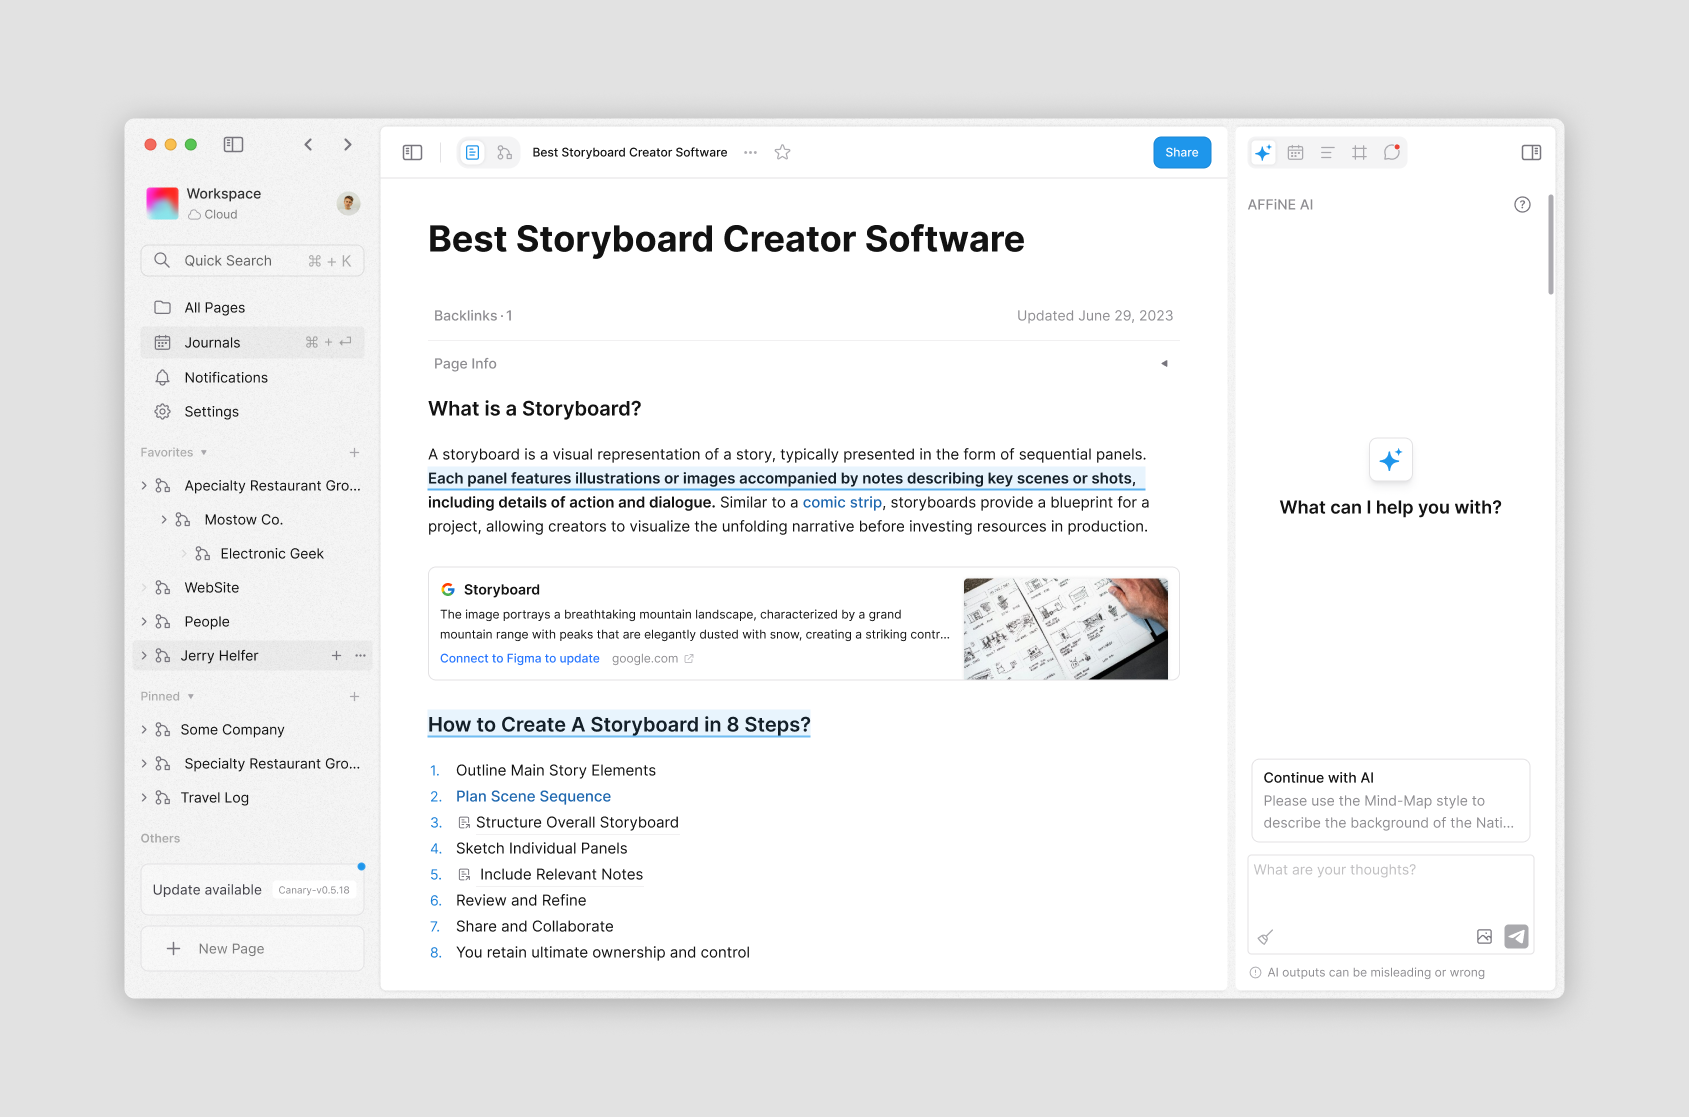 Workspace
Cloud
Quick Search ⌘ + K
All Pages
Journals ⌘ + ↵
Notifications
Settings
Favorites
Apecialty Restaurant Gro...
Mostow Co.
Electronic Geek
WebSite
People
Jerry Helfer
Pinned
Some Company
Specialty Restaurant Gro...
Travel Log
Others
Update available Canary-v0.5.18
New Page
Best Storyboard Creator Software
Share
Best Storyboard Creator Software
Backlinks · 1 Updated June 29, 2023
Page Info
What is a Storyboard?
A storyboard is a visual representation of a story, typically presented in the form of sequential panels.
Each panel features illustrations or images accompanied by notes describing key scenes or shots,
including details of action and dialogue. Similar to a comic strip, storyboards provide a blueprint for a
project, allowing creators to visualize the unfolding narrative before investing resources in production.
Storyboard
The image portrays a breathtaking mountain landscape, characterized by a grand
mountain range with peaks that are elegantly dusted with snow, creating a striking contr...
Connect to Figma to update google.com
How to Create A Storyboard in 8 Steps?
1. Outline Main Story Elements
2. Plan Scene Sequence
3. Structure Overall Storyboard
4. Sketch Individual Panels
5. Include Relevant Notes
6. Review and Refine
7. Share and Collaborate
8. You retain ultimate ownership and control
AFFiNE AI
What can I help you with?
Continue with AI
Please use the Mind-Map style to
describe the background of the Nati...
What are your thoughts?
AI outputs can be misleading or wrong